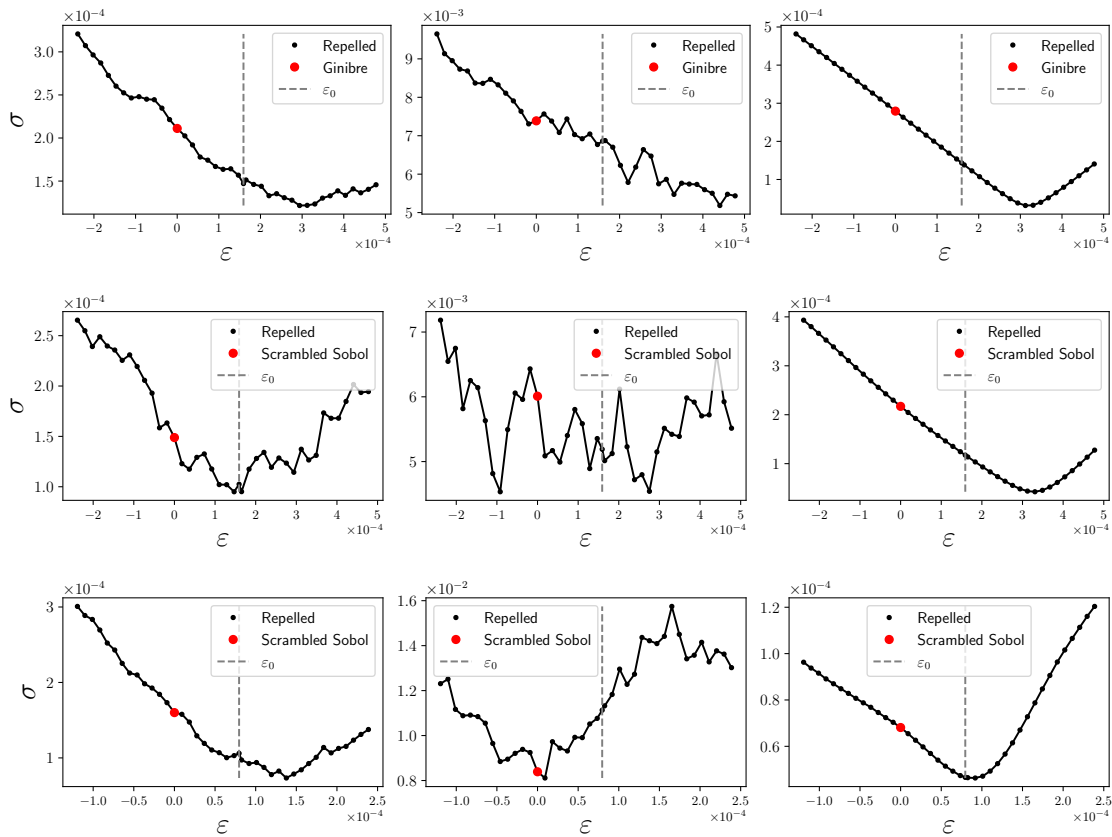 ×10⁻⁴
×10⁻³
×10⁻⁴
σ
3.0
2.5
2.0
1.5
Repelled
Ginibre
ε₀
−2 −1 0 1 2 3 4 5
×10⁻⁴
ε
9
8
7
6
5
Repelled
Ginibre
ε₀
−2 −1 0 1 2 3 4 5
×10⁻⁴
ε
5
4
3
2
1
Repelled
Ginibre
ε₀
−2 −1 0 1 2 3 4 5
×10⁻⁴
ε
×10⁻⁴
×10⁻³
×10⁻⁴
σ
2.5
2.0
1.5
1.0
Repelled
Scrambled Sobol
ε₀
−2 −1 0 1 2 3 4 5
×10⁻⁴
ε
7
6
5
Repelled
Scrambled Sobol
ε₀
−2 −1 0 1 2 3 4 5
×10⁻⁴
ε
4
3
2
1
Repelled
Scrambled Sobol
ε₀
−2 −1 0 1 2 3 4 5
×10⁻⁴
ε
×10⁻⁴
×10⁻²
×10⁻⁴
σ
3
2
1
Repelled
Scrambled Sobol
ε₀
−1.0 −0.5 0.0 0.5 1.0 1.5 2.0 2.5
×10⁻⁴
ε
1.6
1.4
1.2
1.0
0.8
Repelled
Scrambled Sobol
ε₀
−1.0 −0.5 0.0 0.5 1.0 1.5 2.0 2.5
×10⁻⁴
ε
1.2
1.0
0.8
0.6
Repelled
Scrambled Sobol
ε₀
−1.0 −0.5 0.0 0.5 1.0 1.5 2.0 2.5
×10⁻⁴
ε